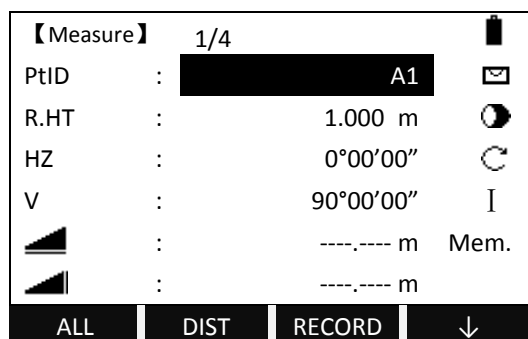 【Measure】 1/4
PtID : A1
R.HT : 1.000 m
HZ : 0°00'00″
V : 90°00'00″ I
: ----.---- m Mem.
: ----.---- m
ALL DIST RECORD ↓